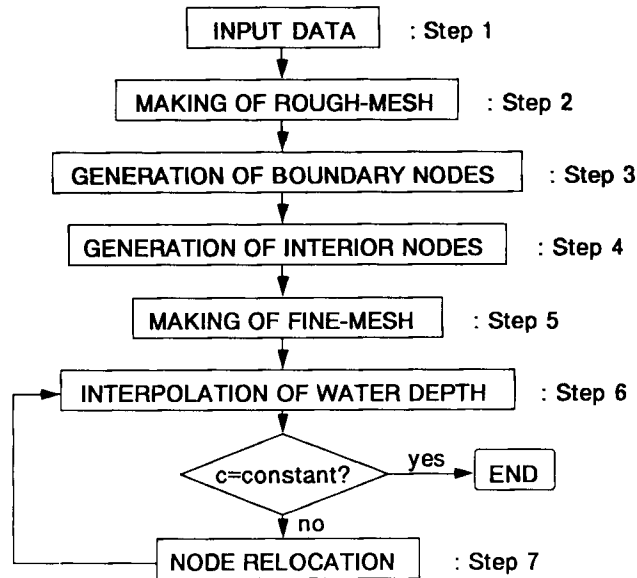 INPUT DATA : Step 1
MAKING OF ROUGH-MESH : Step 2
GENERATION OF BOUNDARY NODES : Step 3
GENERATION OF INTERIOR NODES : Step 4
MAKING OF FINE-MESH : Step 5
INTERPOLATION OF WATER DEPTH : Step 6
c=constant? yes END
no
NODE RELOCATION : Step 7